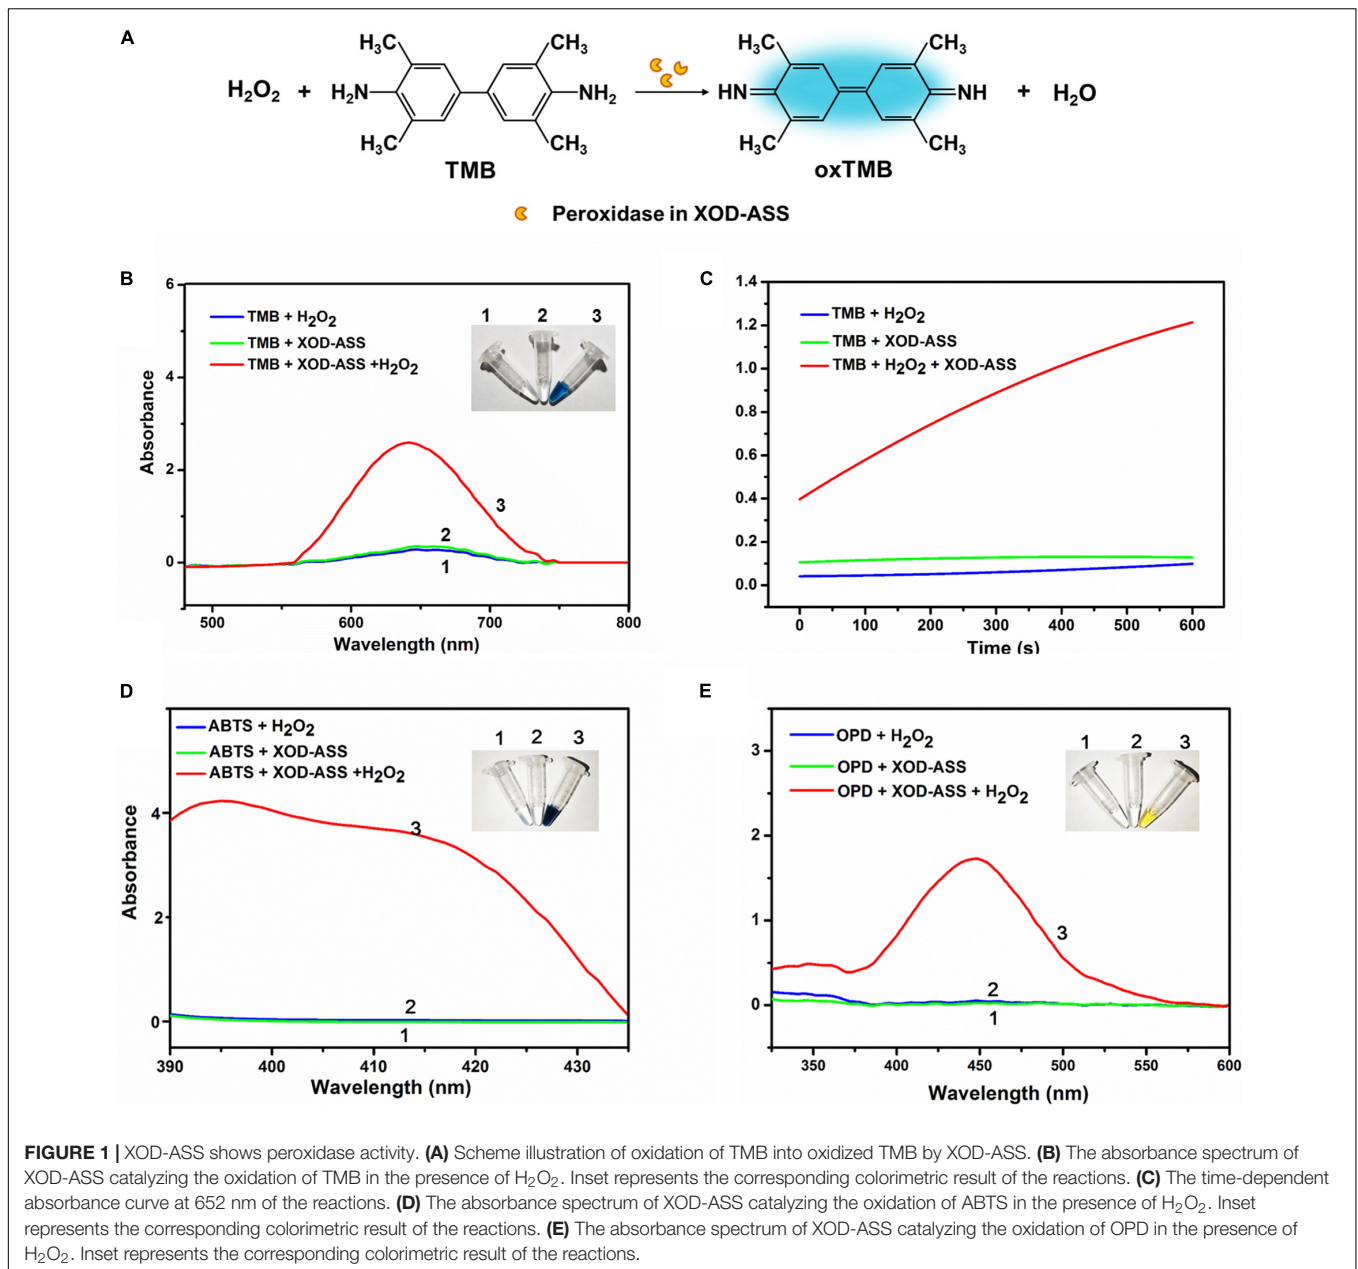 A
H₃C CH₃ H₃C CH₃
H₂O₂ + H₂N NH₂ HN NH + H₂O
CH₃ H₃C CH₃ H₃C
TMB oxTMB
Peroxidase in XOD-ASS
B
6
4
2
0
Absorbance
TMB + H₂O₂
TMB + XOD-ASS
TMB + XOD-ASS +H₂O₂
1 2 3
3
2
1
500 600 700 800
Wavelength (nm)
C
1.4
1.2
1.0
0.8
0.6
0.4
0.2
0.0
TMB + H₂O₂
TMB + XOD-ASS
TMB + H₂O₂ + XOD-ASS
0 100 200 300 400 500 600
Time (s)
D
4
2
0
Absorbance
ABTS + H₂O₂
ABTS + XOD-ASS
ABTS + XOD-ASS +H₂O₂
1 2 3
3
2
1
390 400 410 420 430
Wavelength (nm)
E
3
2
1
0
OPD + H₂O₂
OPD + XOD-ASS
OPD + XOD-ASS + H₂O₂
1 2 3
3
2
1
350 400 450 500 550 600
Wavelength (nm)
FIGURE 1 | XOD-ASS shows peroxidase activity. (A) Scheme illustration of oxidation of TMB into oxidized TMB by XOD-ASS. (B) The absorbance spectrum of
XOD-ASS catalyzing the oxidation of TMB in the presence of H₂O₂. Inset represents the corresponding colorimetric result of the reactions. (C) The time-dependent
absorbance curve at 652 nm of the reactions. (D) The absorbance spectrum of XOD-ASS catalyzing the oxidation of ABTS in the presence of H₂O₂. Inset
represents the corresponding colorimetric result of the reactions. (E) The absorbance spectrum of XOD-ASS catalyzing the oxidation of OPD in the presence of
H₂O₂. Inset represents the corresponding colorimetric result of the reactions.